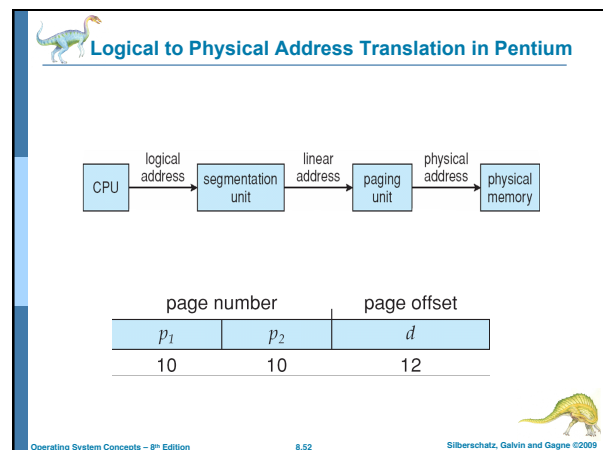 Logical to Physical Address Translation in Pentium
logical address
linear address
physical address
CPU
segmentation unit
paging unit
physical memory
page number
page offset
p1
p2
d
10
10
12
Operating System Concepts – 8th Edition
8.52
Silberschatz, Galvin and Gagne ©2009